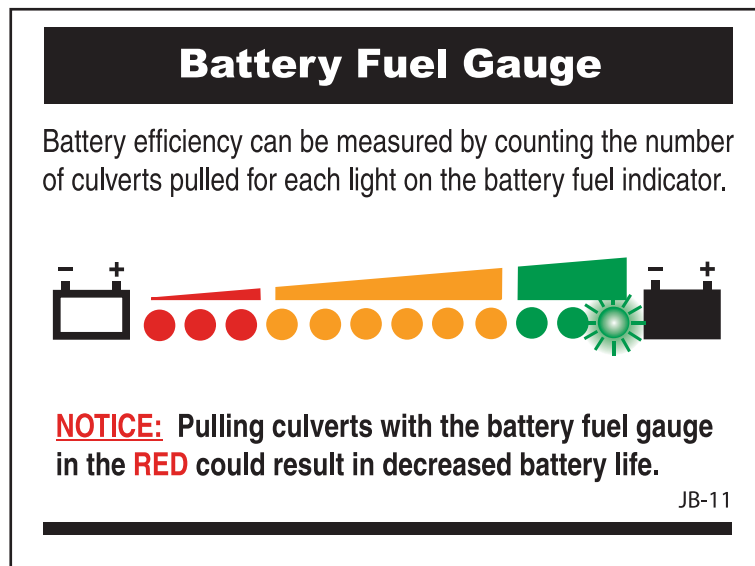 Battery Fuel Gauge
Battery efficiency can be measured by counting the number
of culverts pulled for each light on the battery fuel indicator.
- + - +
NOTICE: Pulling culverts with the battery fuel gauge
in the RED could result in decreased battery life.
JB-11